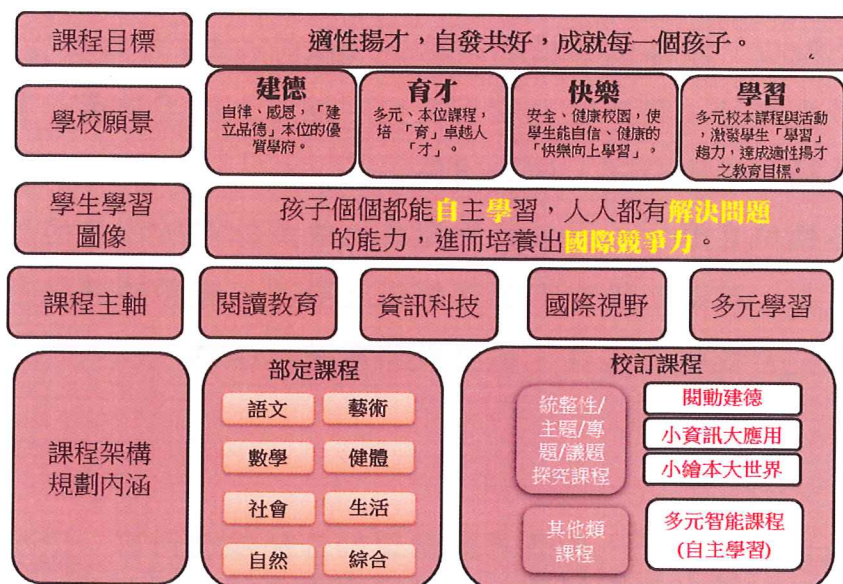 課程目標
適性揚才，自發共好，成就每一個孩子。
學校願景
建德
自律、感恩，「建
立品德」本位的優
質學府。
育才
多元、本位課程，
培 「育」卓越人
「才」。
快樂
安全、健康校園，使
學生能自信、健康的
「快樂向上學習」。
學習
多元校本課程與活動
，激發學生「學習」
趨力，達成適性揚才
之教育目標。
學生學習
圖像
孩子個個都能自主學習，人人都有解決問題
的能力，進而培養出國際競爭力。
課程主軸
閱讀教育
資訊科技
國際視野
多元學習
課程架構
規劃內涵
部定課程
語文
藝術
數學
健體
社會
生活
自然
綜合
校訂課程
統整性/
主題/專
題/議題
探究課程
閱動建德
小資訊大應用
小繪本大世界
其他類
課程
多元智能課程
(自主學習)